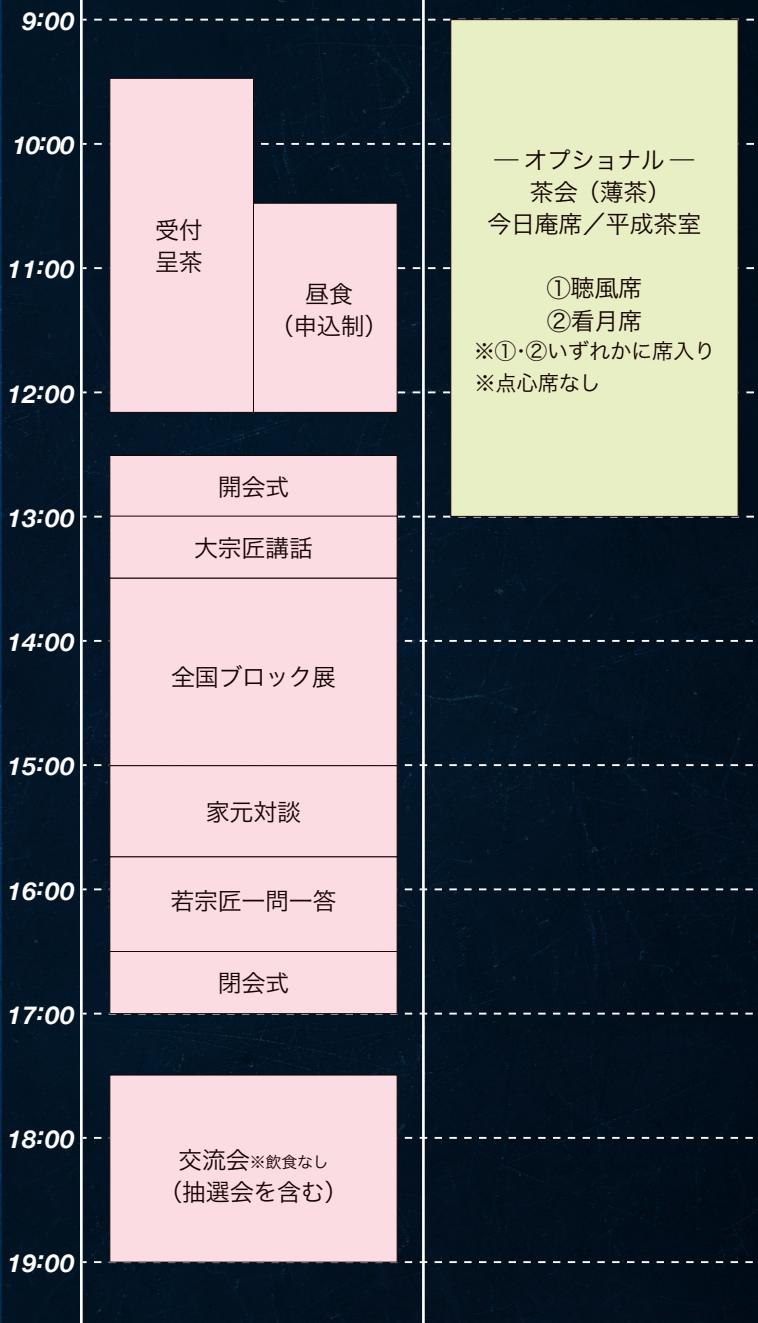 9:00
10:00
11:00
12:00
13:00
14:00
15:00
16:00
17:00
18:00
19:00
受付
呈茶
昼食
（申込制）
開会式
大宗匠講話
全国ブロック展
家元対談
若宗匠一問一答
閉会式
交流会※飲食なし
（抽選会を含む）
― オプショナル ―
茶会（薄茶）
今日庵席／平成茶室
①聴風席
②看月席
※①･②いずれかに席入り
※点心席なし